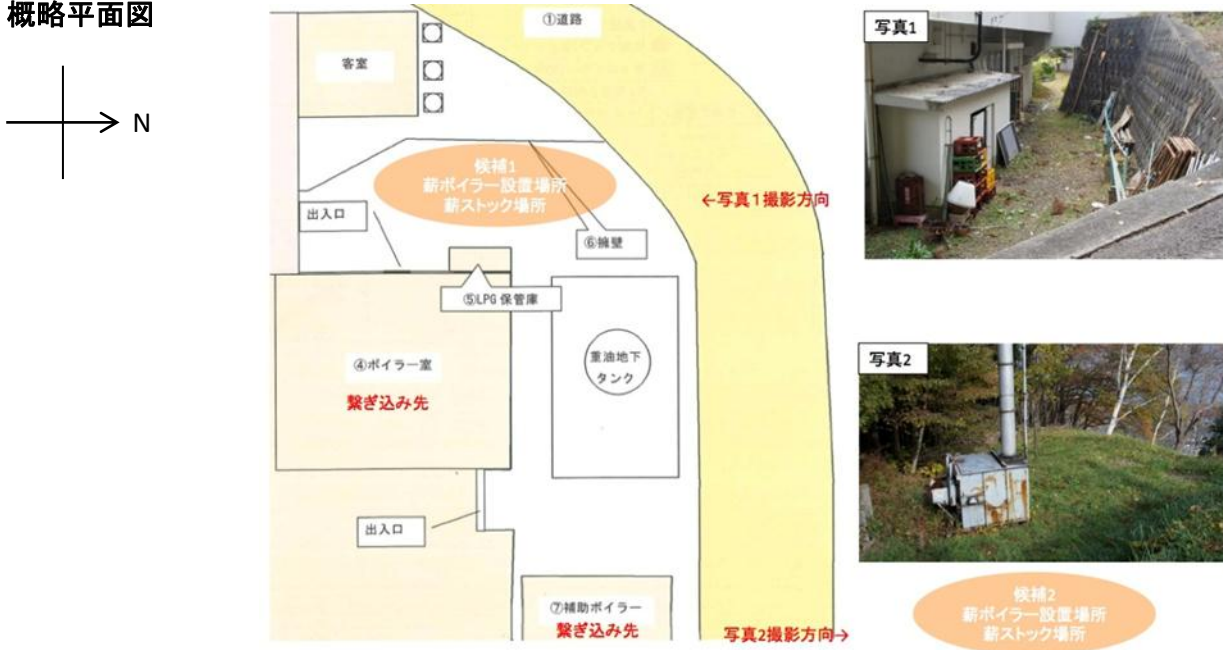 概略平面図
N
①道路
客室
候補1
薪ボイラー設置場所
薪ストック場所
出入口
←写真1撮影方向
⑥擁壁
⑤LPG 保管庫
④ボイラー室
繋ぎ込み先
重油地下
タンク
出入口
⑦補助ボイラー
繋ぎ込み先
写真2撮影方向→
写真1
写真2
候補2
薪ボイラー設置場所
薪ストック場所